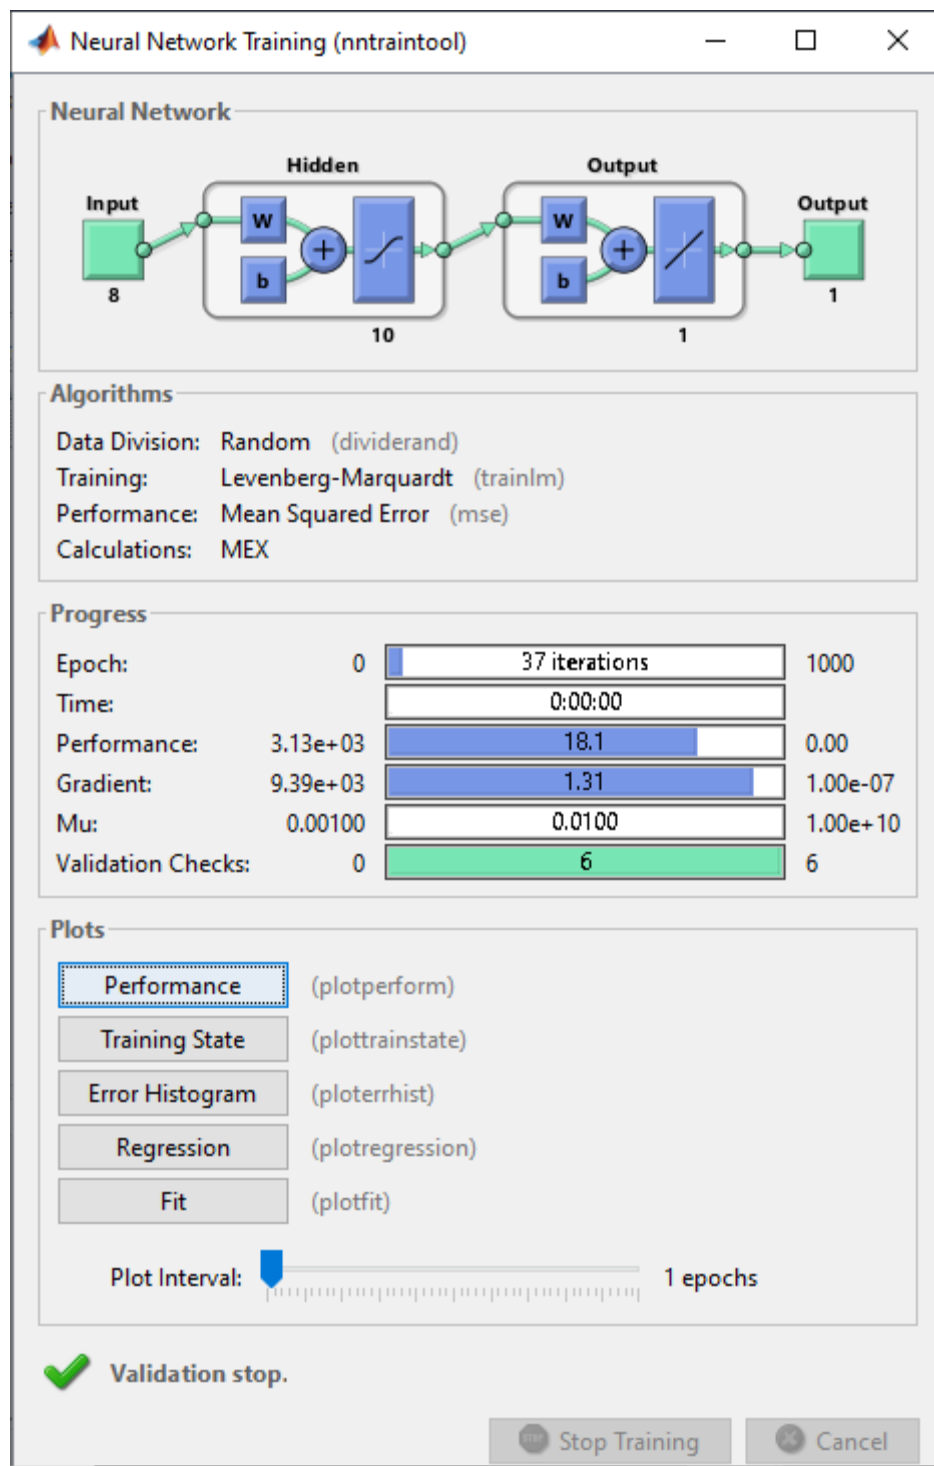 Neural Network Training (nntraintool)
Neural Network
Hidden
Output
Input
Output
W
W
b
b
8
10
1
1
Algorithms
Data Division: Random (dividerand)
Training: Levenberg-Marquardt (trainlm)
Performance: Mean Squared Error (mse)
Calculations: MEX
Progress
Epoch: 0 37 iterations 1000
Time: 0:00:00
Performance: 3.13e+03 18.1 0.00
Gradient: 9.39e+03 1.31 1.00e-07
Mu: 0.00100 0.0100 1.00e+10
Validation Checks: 0 6 6
Plots
Performance (plotperform)
Training State (plottrainstate)
Error Histogram (ploterrhist)
Regression (plotregression)
Fit (plotfit)
Plot Interval: 1 epochs
Validation stop.
STOP Stop Training Cancel